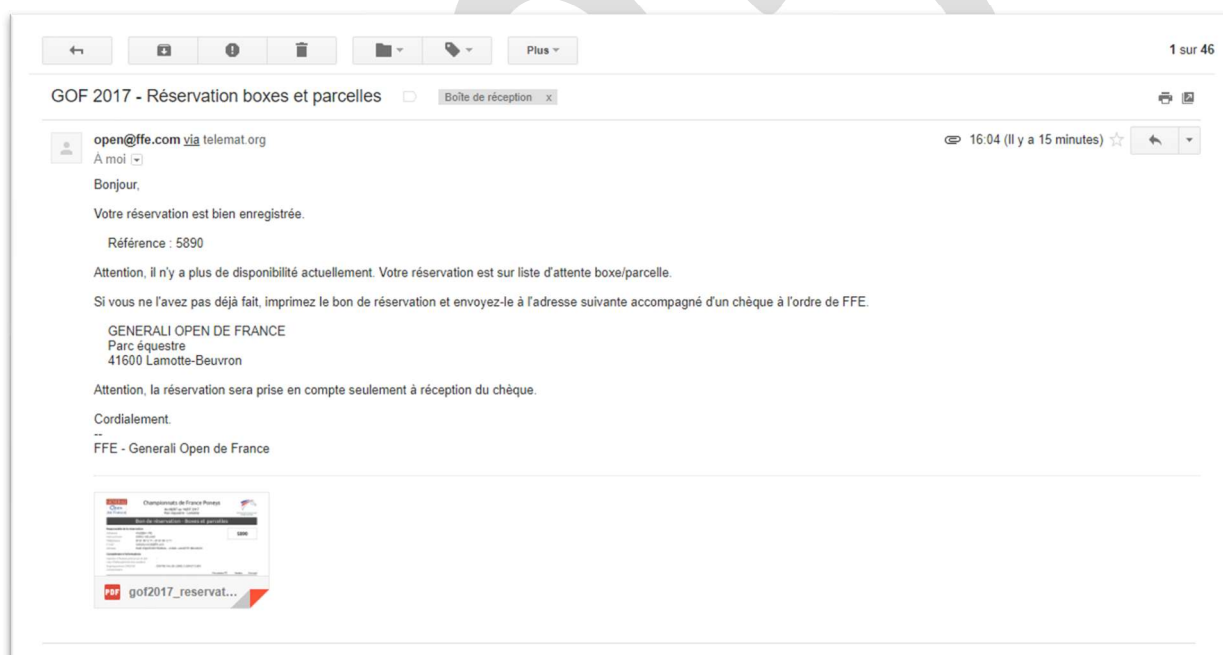 Plus
1 sur 46
GOF 2017 - Réservation boxes et parcelles
Boîte de réception x
open@ffe.com via telemat.org
16:04 (Il y a 15 minutes)
À moi
Bonjour,
Votre réservation est bien enregistrée.
Référence : 5890
Attention, il n'y a plus de disponibilité actuellement. Votre réservation est sur liste d'attente boxe/parcelle.
Si vous ne l'avez pas déjà fait, imprimez le bon de réservation et envoyez-le à l'adresse suivante accompagné d'un chèque à l'ordre de FFE.
GENERALI OPEN DE FRANCE
Parc équestre
41600 Lamotte-Beuvron
Attention, la réservation sera prise en compte seulement à réception du chèque.
Cordialement.
--
FFE - Generali Open de France
Championnats de France Poneys
Bon de réservation - Boxes et parcelles
5890
PDF gof2017_reservat...